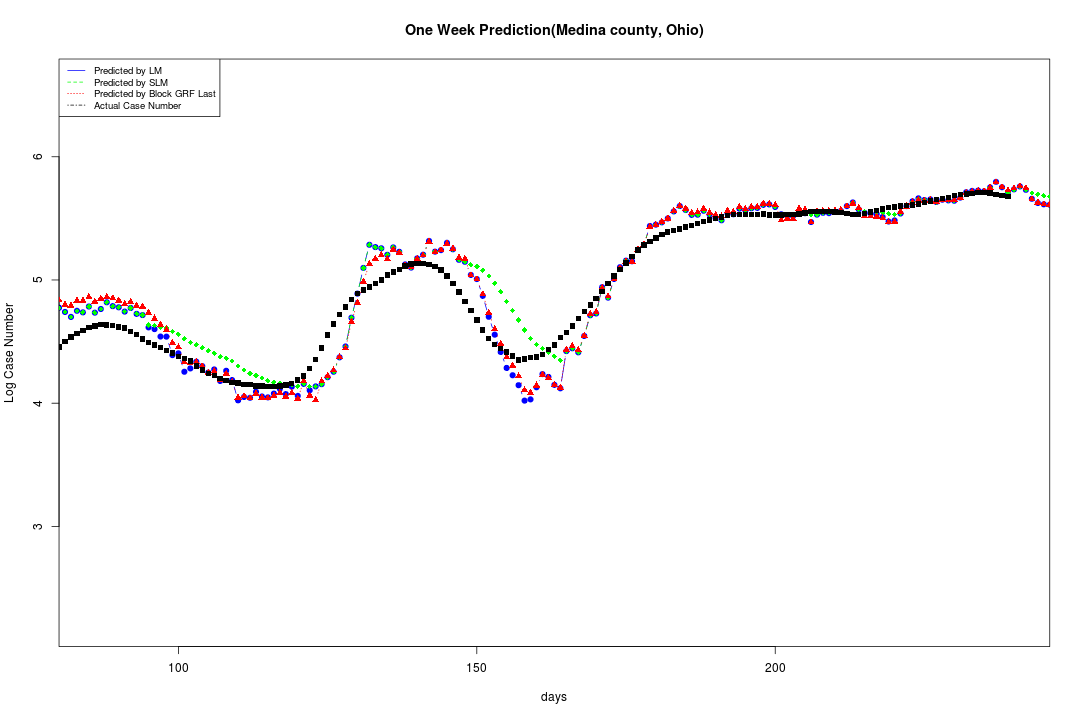 One Week Prediction(Medina county, Ohio)
Predicted by LM
Predicted by SLM
Predicted by Block GRF Last
Actual Case Number
6
5
4
3
Log Case Number
100
150
200
days